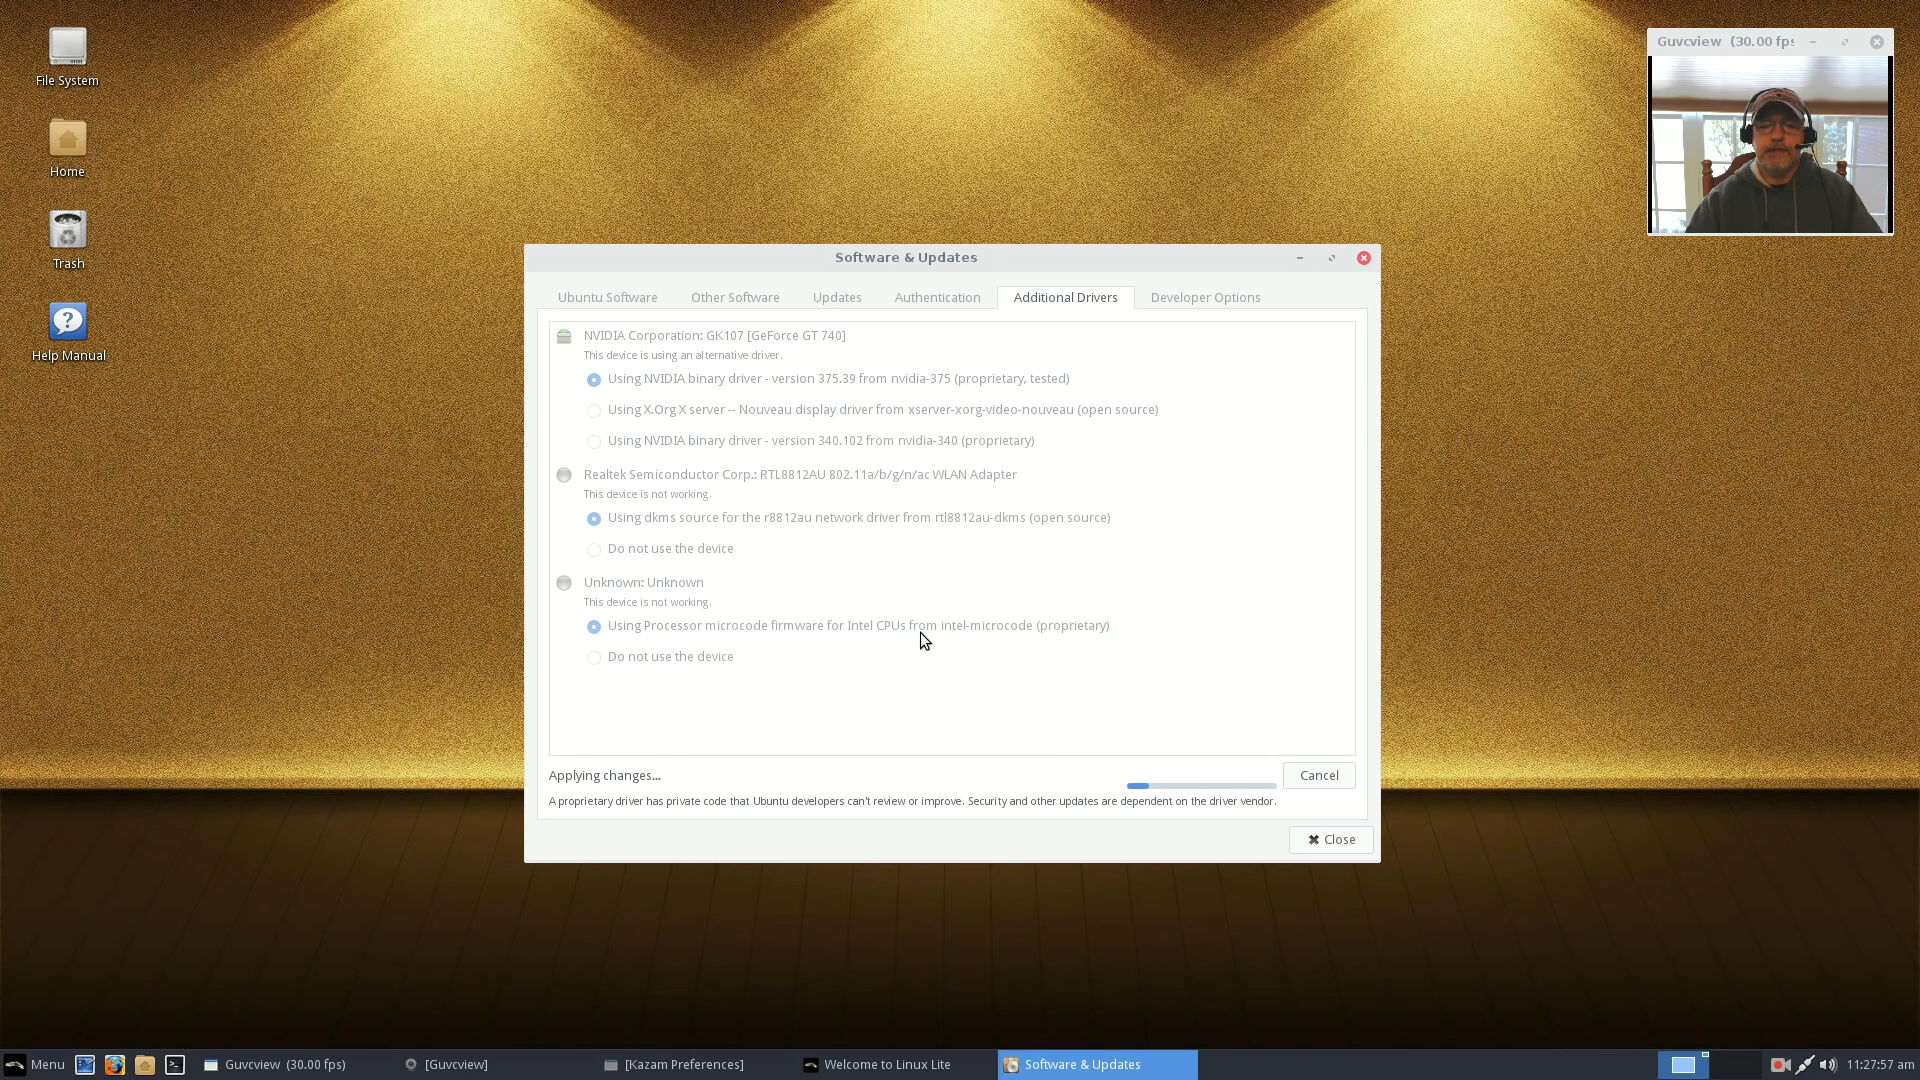 File System
Home
Trash
Help Manual
Guvcview (30.00 fps
Software & Updates
Ubuntu Software
Other Software
Updates
Authentication
Additional Drivers
Developer Options
NVIDIA Corporation: GK107 [GeForce GT 740]
This device is using an alternative driver.
Using NVIDIA binary driver - version 375.39 from nvidia-375 (proprietary, tested)
Using X.Org X server -- Nouveau display driver from xserver-xorg-video-nouveau (open source)
Using NVIDIA binary driver - version 340.102 from nvidia-340 (proprietary)
Realtek Semiconductor Corp.: RTL8812AU 802.11a/b/g/n/ac WLAN Adapter
This device is not working.
Using dkms source for the r8812au network driver from rtl8812au-dkms (open source)
Do not use the device
Unknown: Unknown
This device is not working.
Using Processor microcode firmware for Intel CPUs from intel-microcode (proprietary)
Do not use the device
Applying changes...
Cancel
A proprietary driver has private code that Ubuntu developers can't review or improve. Security and other updates are dependent on the driver vendor.
Close
Menu
Guvcview (30.00 fps)
[Guvcview]
[Kazam Preferences]
Welcome to Linux Lite
Software & Updates
11:27:57 am